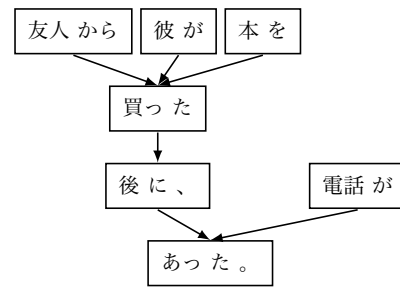 友人 から 彼 が 本 を
買っ た
後 に 、 電話 が
あっ た 。